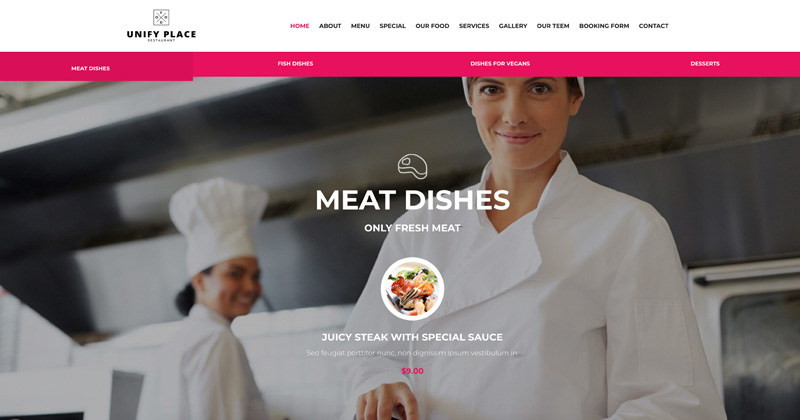 UNIFY PLACE
RESTAURANT
HOME ABOUT MENU SPECIAL OUR FOOD SERVICES GALLERY OUR TEEM BOOKING FORM CONTACT
MEAT DISHES FISH DISHES DISHES FOR VEGANS DESSERTS
MEAT DISHES
ONLY FRESH MEAT
JUICY STEAK WITH SPECIAL SAUCE
Sed feugiat porttitor nunc, non dignissim ipsum vestibulum in
$9.00